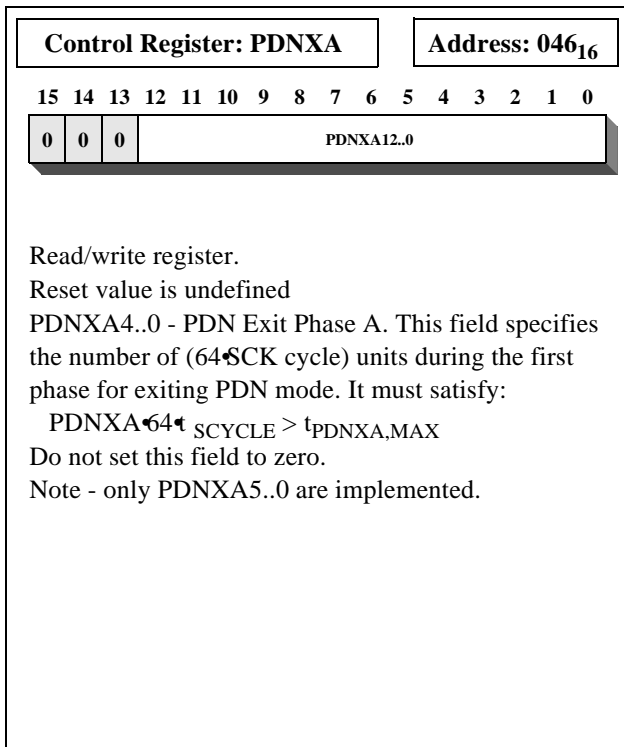 Control Register: PDNXA
Address: 046₁₆
15 14 13 12 11 10 9 8 7 6 5 4 3 2 1 0
0 0 0 PDNXA12..0
Read/write register.
Reset value is undefined
PDNXA4..0 - PDN Exit Phase A. This field specifies
the number of (64•SCK cycle) units during the first
phase for exiting PDN mode. It must satisfy:
PDNXA•64•t SCYCLE > tPDNXA,MAX
Do not set this field to zero.
Note - only PDNXA5..0 are implemented.